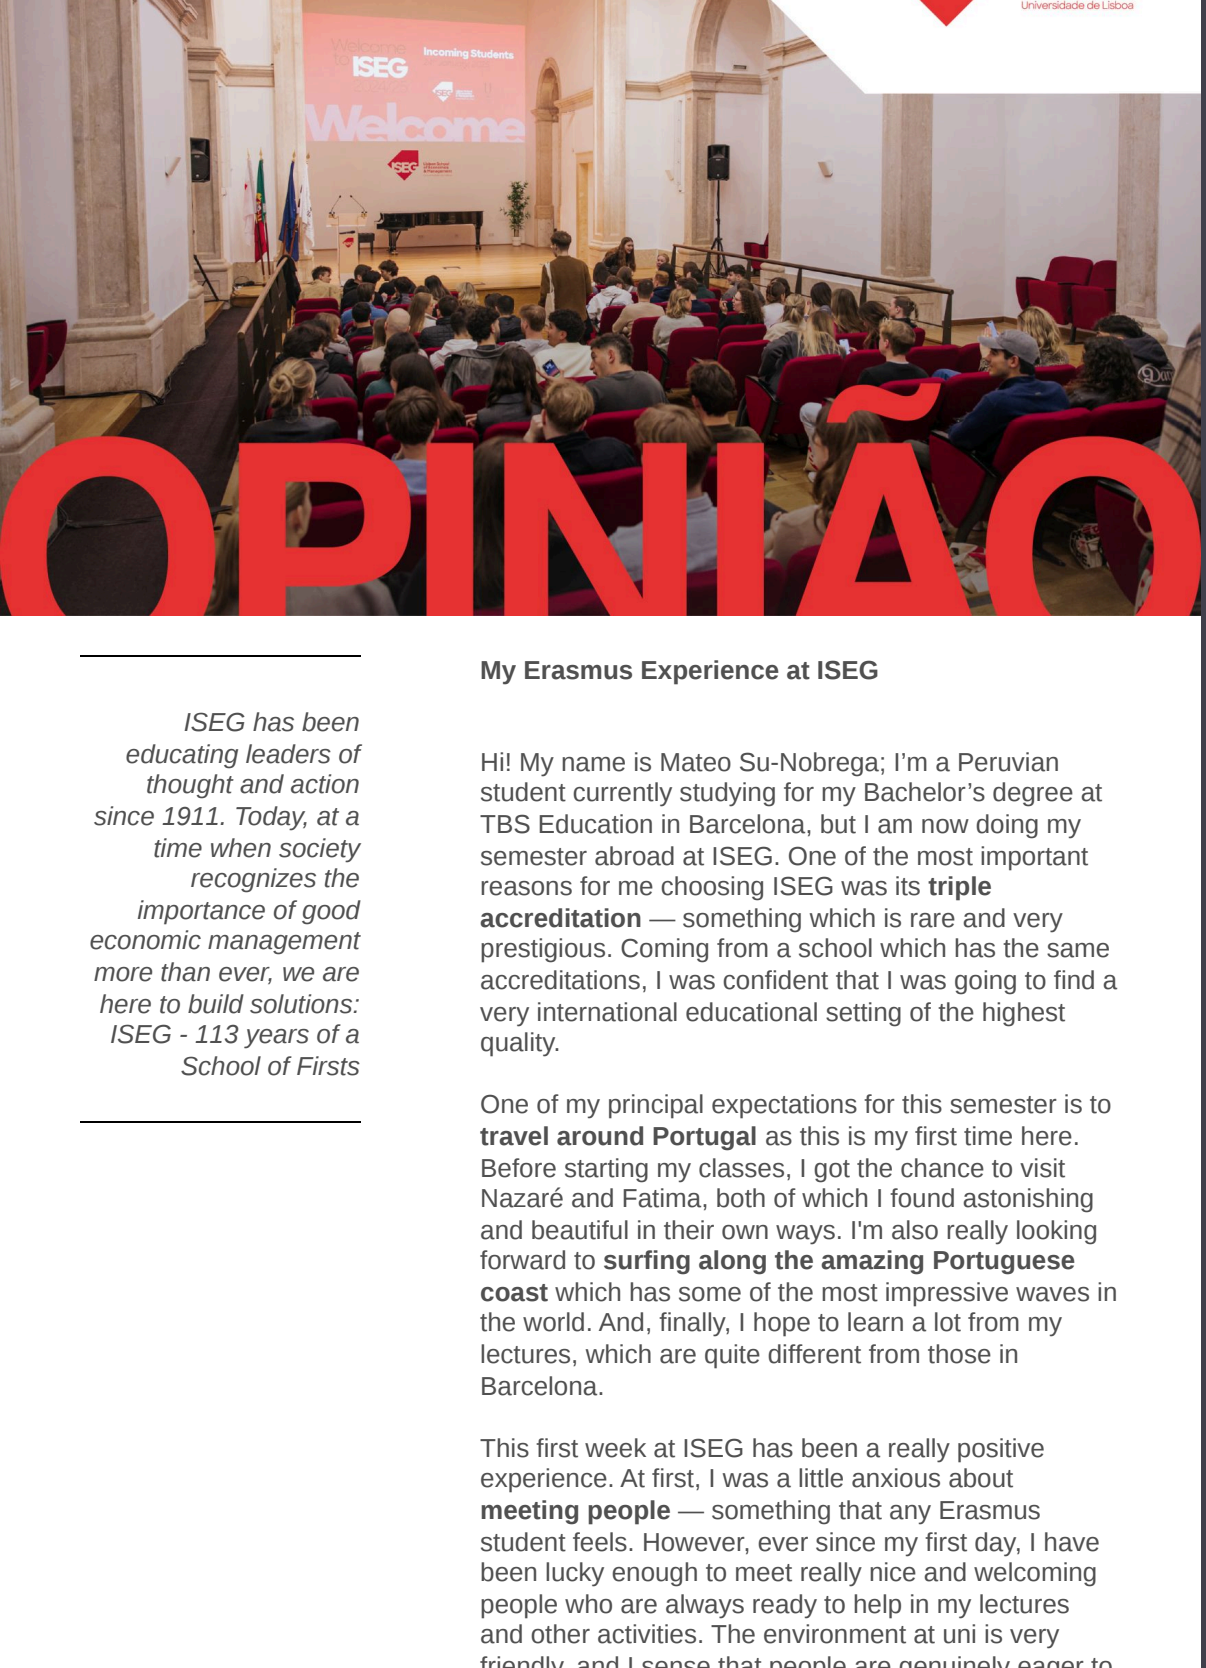 Universidade de Lisboa
Welcome
to ISEG
Incoming Students
Welcome
ISEG
OPINIÃO
ISEG has been
educating leaders of
thought and action
since 1911. Today, at a
time when society
recognizes the
importance of good
economic management
more than ever, we are
here to build solutions:
ISEG - 113 years of a
School of Firsts
My Erasmus Experience at ISEG
Hi! My name is Mateo Su-Nobrega; I’m a Peruvian
student currently studying for my Bachelor’s degree at
TBS Education in Barcelona, but I am now doing my
semester abroad at ISEG. One of the most important
reasons for me choosing ISEG was its triple
accreditation — something which is rare and very
prestigious. Coming from a school which has the same
accreditations, I was confident that I was going to find a
very international educational setting of the highest
quality.
One of my principal expectations for this semester is to
travel around Portugal as this is my first time here.
Before starting my classes, I got the chance to visit
Nazaré and Fatima, both of which I found astonishing
and beautiful in their own ways. I'm also really looking
forward to surfing along the amazing Portuguese
coast which has some of the most impressive waves in
the world. And, finally, I hope to learn a lot from my
lectures, which are quite different from those in
Barcelona.
This first week at ISEG has been a really positive
experience. At first, I was a little anxious about
meeting people — something that any Erasmus
student feels. However, ever since my first day, I have
been lucky enough to meet really nice and welcoming
people who are always ready to help in my lectures
and other activities. The environment at uni is very
friendly, and I sense that people are genuinely eager to